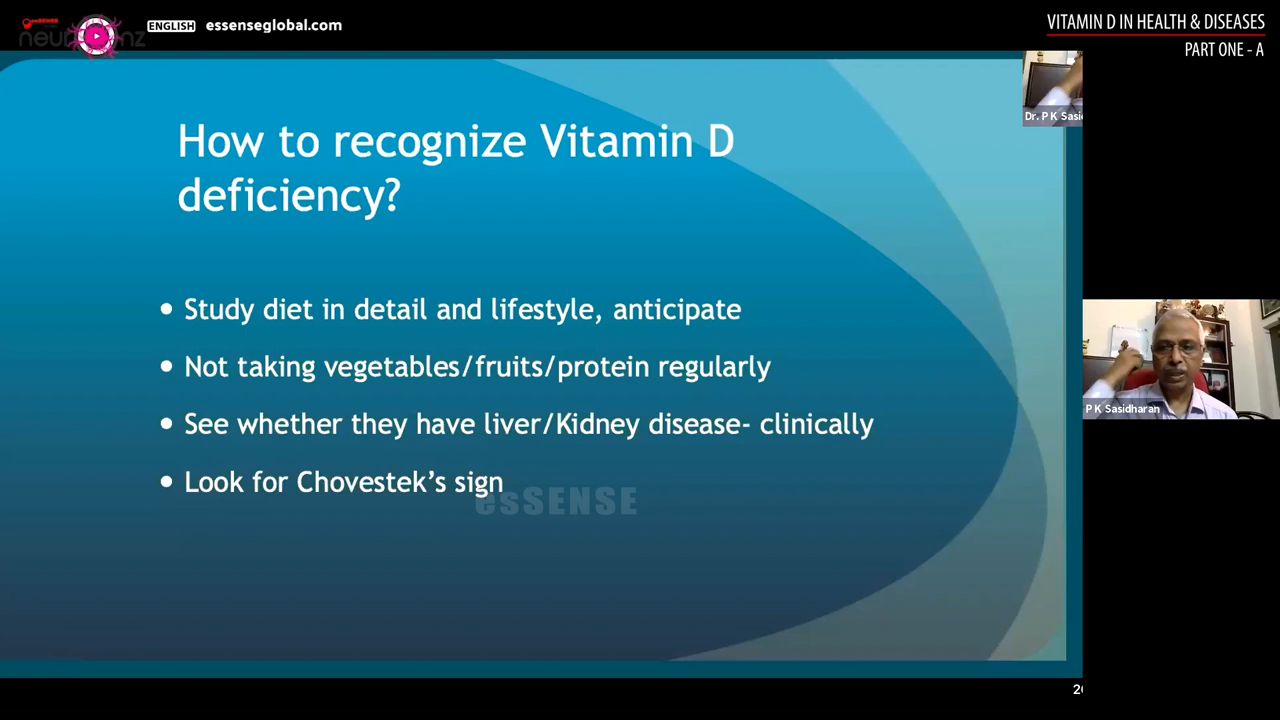 esSENSE
neuronz
ENGLISH essenseglobal.com
VITAMIN D IN HEALTH & DISEASES
PART ONE - A
Dr. P K Sasi
How to recognize Vitamin D
deficiency?
• Study diet in detail and lifestyle, anticipate
• Not taking vegetables/fruits/protein regularly
• See whether they have liver/Kidney disease- clinically
• Look for Chovestek’s sign
esSENSE
P K Sasidharan